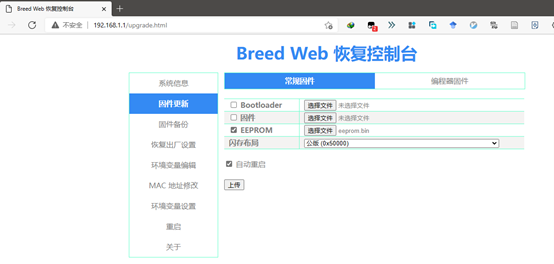 Breed Web 恢复控制台
不安全 192.168.1.1/upgrade.html
2
Breed Web 恢复控制台
系统信息
固件更新
固件备份
恢复出厂设置
环境变量编辑
MAC 地址修改
环境变量设置
重启
关于
常规固件 编程器固件
Bootloader 选择文件 未选择文件
固件 选择文件 未选择文件
EEPROM 选择文件 eeprom.bin
闪存布局 公版 (0x50000)
自动重启
上传